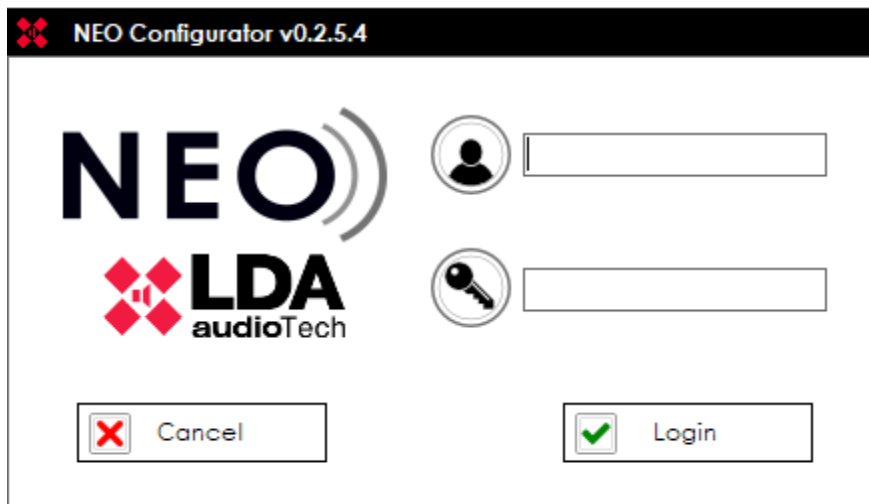 NEO Configurator v0.2.5.4
NEO
LDA
audioTech
Cancel
Login